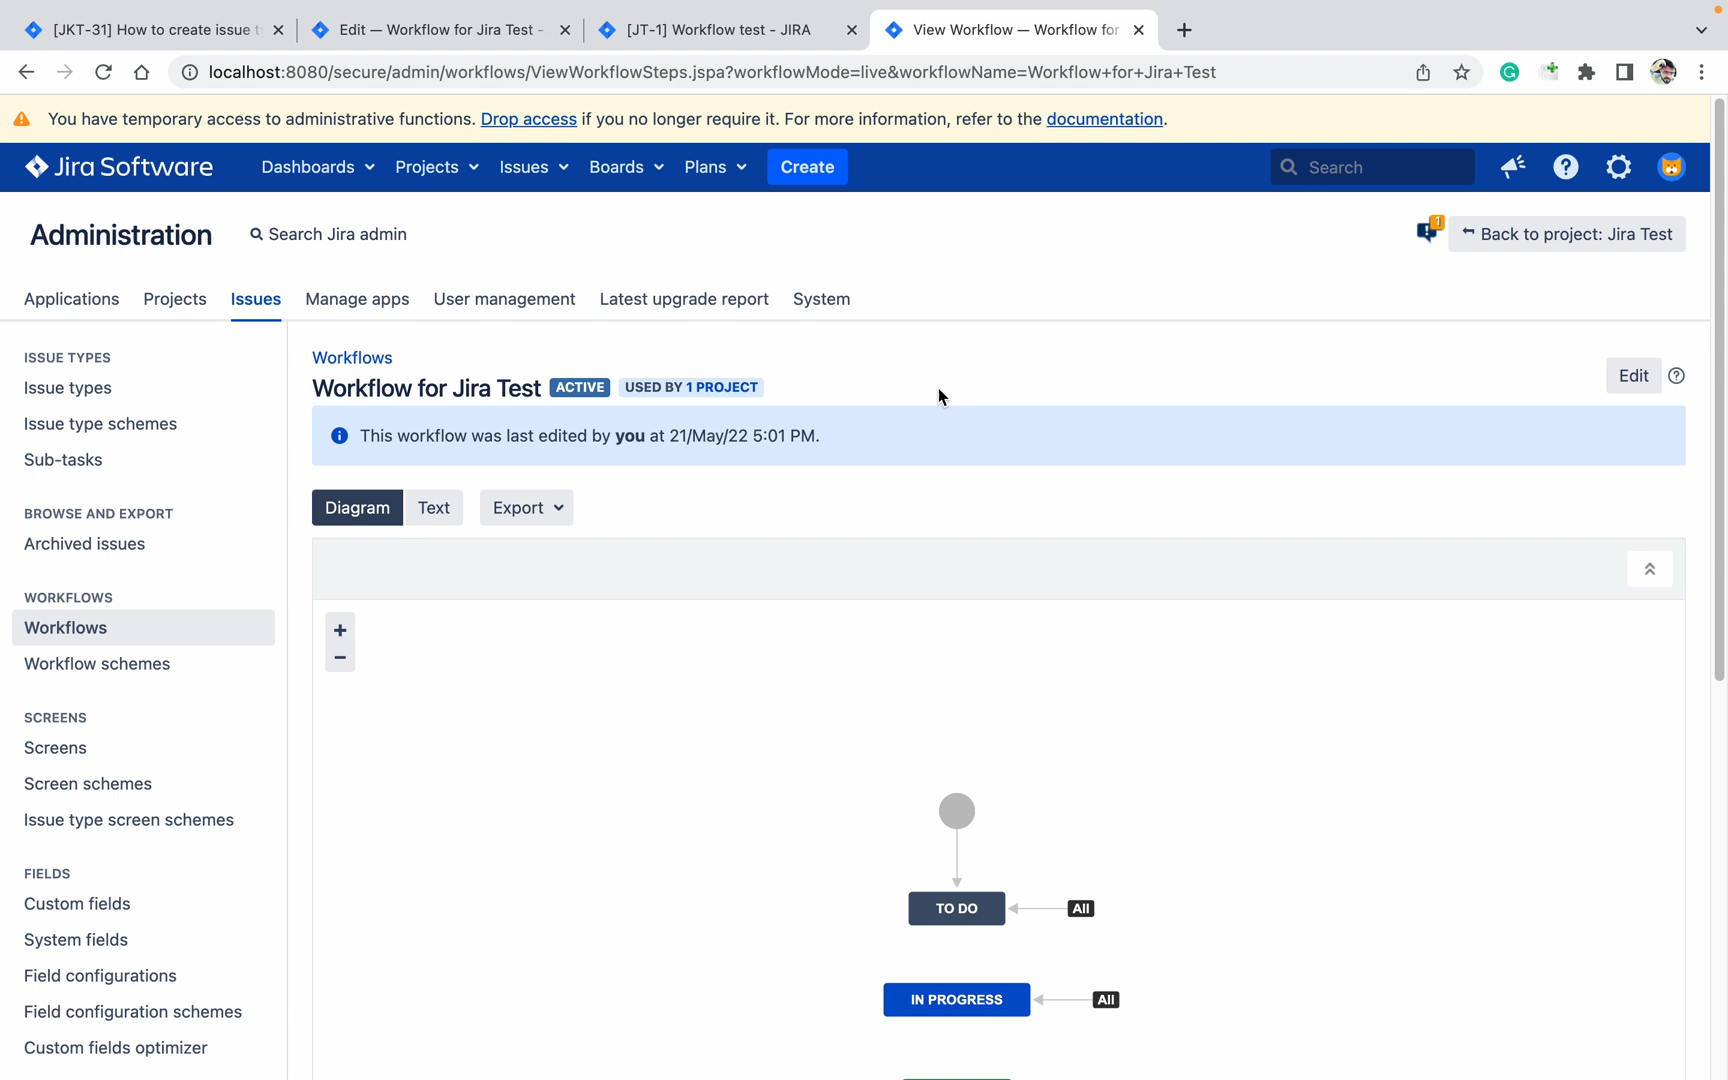 [JKT-31] How to create issue t
Edit — Workflow for Jira Test -
[JT-1] Workflow test - JIRA
View Workflow — Workflow for
localhost:8080/secure/admin/workflows/ViewWorkflowSteps.jspa?workflowMode=live&workflowName=Workflow+for+Jira+Test
You have temporary access to administrative functions. Drop access if you no longer require it. For more information, refer to the documentation.
Jira Software Dashboards Projects Issues Boards Plans Create Search
Administration Search Jira admin 1 Back to project: Jira Test
Applications Projects Issues Manage apps User management Latest upgrade report System
ISSUE TYPES
Issue types
Issue type schemes
Sub-tasks
BROWSE AND EXPORT
Archived issues
WORKFLOWS
Workflows
Workflow schemes
SCREENS
Screens
Screen schemes
Issue type screen schemes
FIELDS
Custom fields
System fields
Field configurations
Field configuration schemes
Custom fields optimizer
Workflows
Workflow for Jira Test ACTIVE USED BY 1 PROJECT Edit
This workflow was last edited by you at 21/May/22 5:01 PM.
Diagram Text Export
+
−
TO DO All
IN PROGRESS All